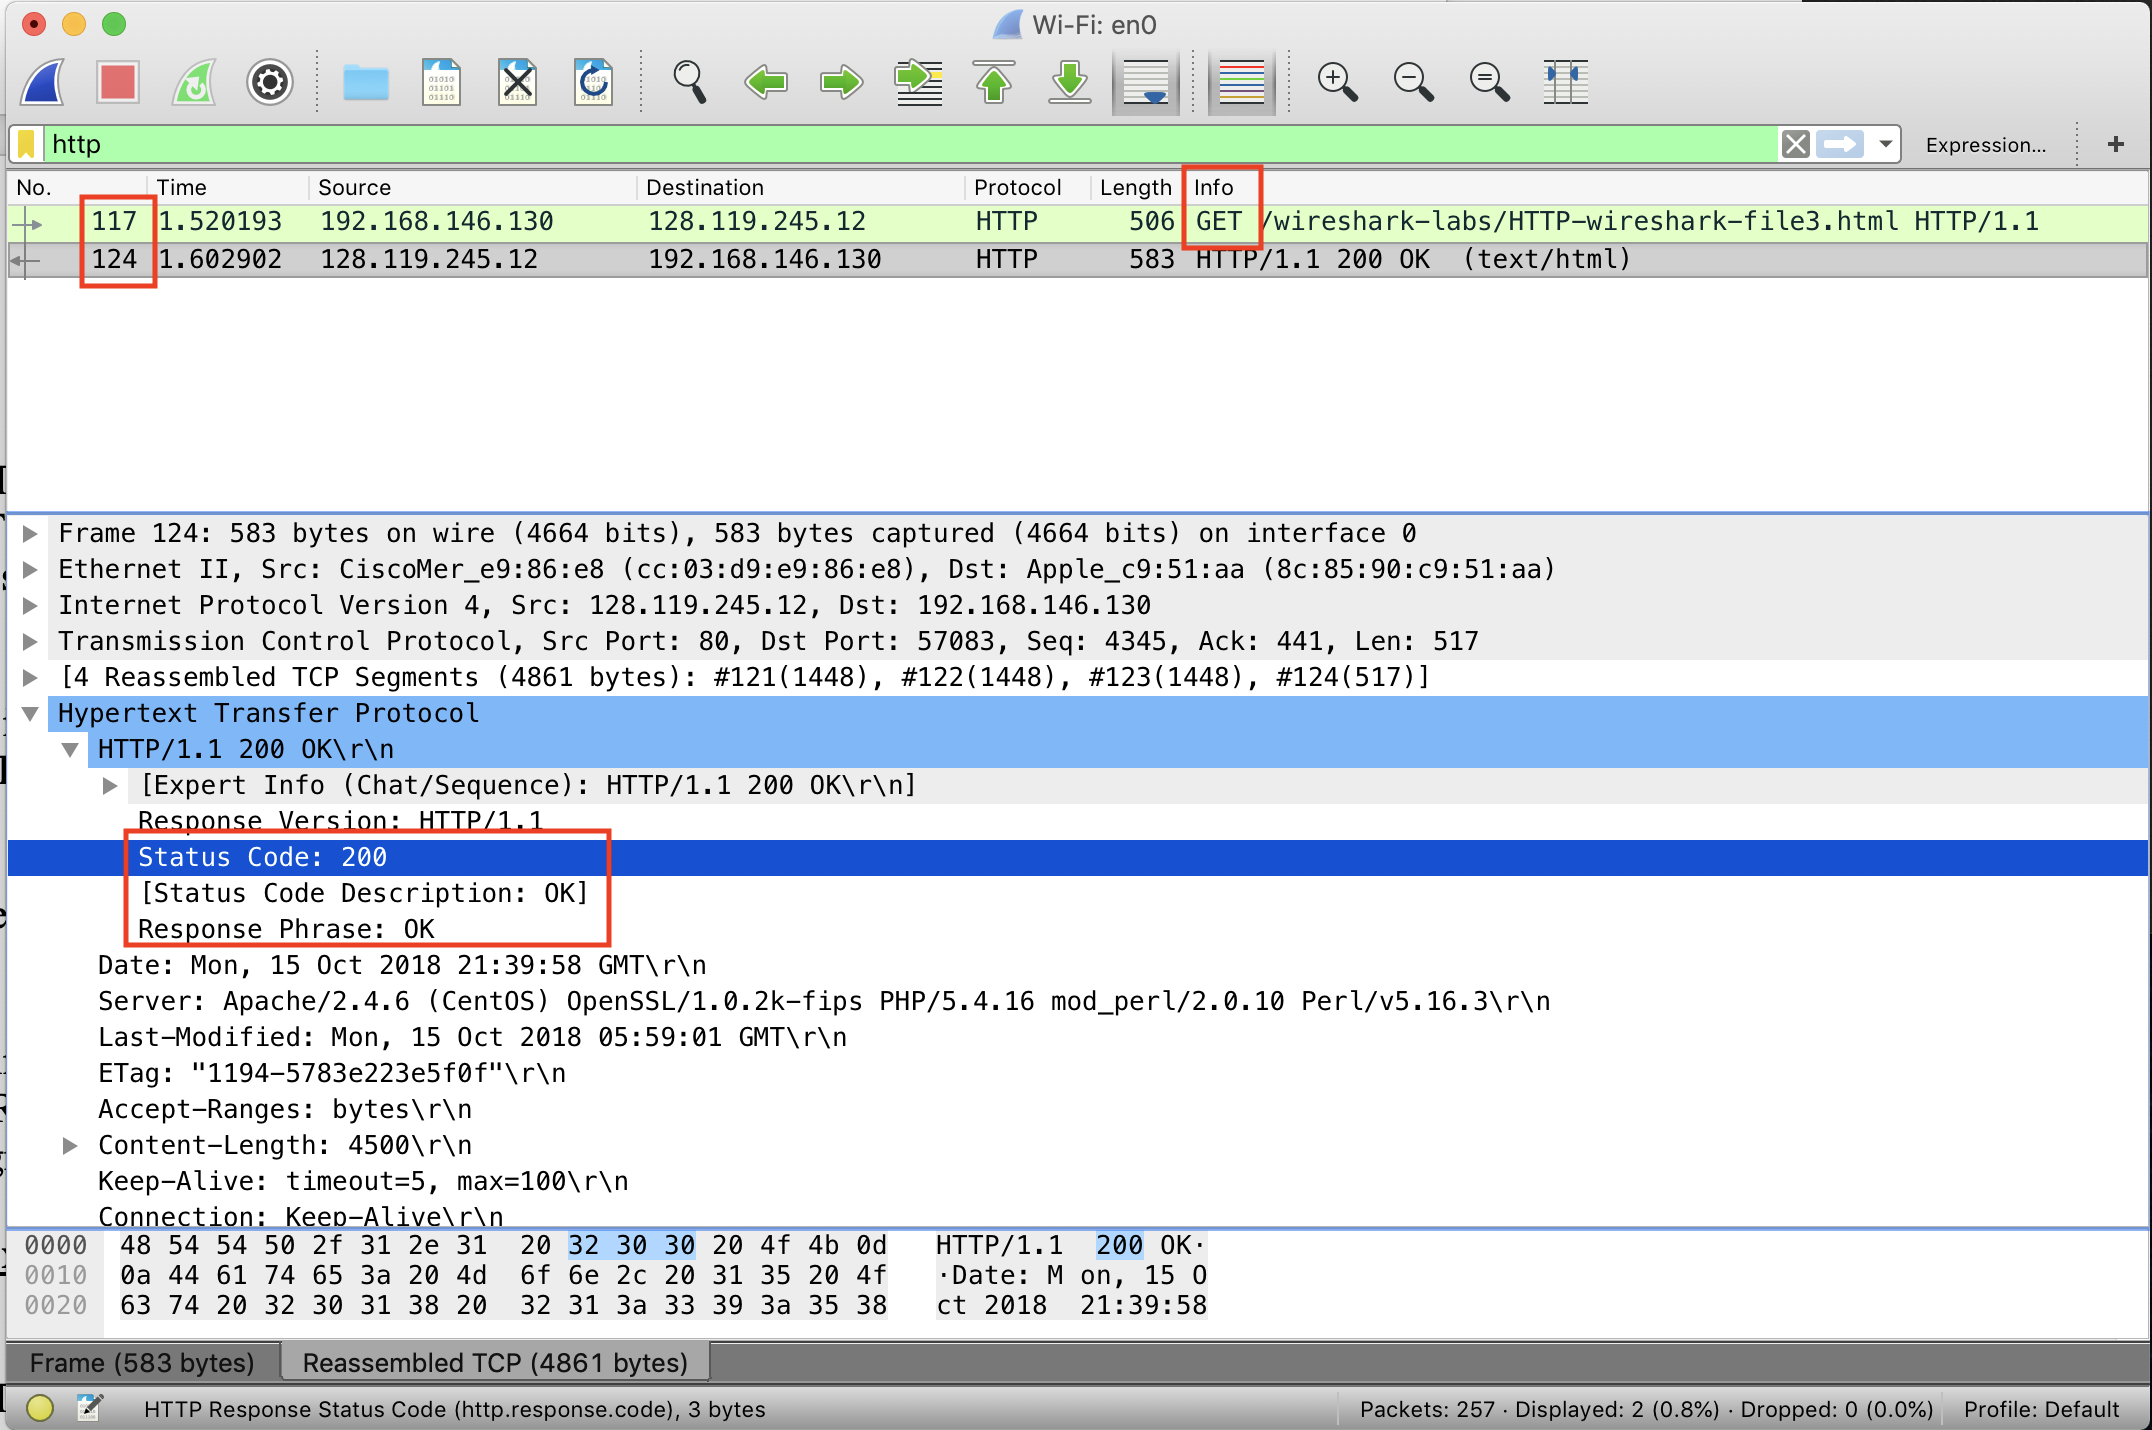 Wi-Fi: en0
http
Expression...
+
No. Time Source Destination Protocol Length Info
117 1.520193 192.168.146.130 128.119.245.12 HTTP 506 GET /wireshark-labs/HTTP-wireshark-file3.html HTTP/1.1
124 1.602902 128.119.245.12 192.168.146.130 HTTP 583 HTTP/1.1 200 OK  (text/html)
Frame 124: 583 bytes on wire (4664 bits), 583 bytes captured (4664 bits) on interface 0
Ethernet II, Src: CiscoMer_e9:86:e8 (cc:03:d9:e9:86:e8), Dst: Apple_c9:51:aa (8c:85:90:c9:51:aa)
Internet Protocol Version 4, Src: 128.119.245.12, Dst: 192.168.146.130
Transmission Control Protocol, Src Port: 80, Dst Port: 57083, Seq: 4345, Ack: 441, Len: 517
[4 Reassembled TCP Segments (4861 bytes): #121(1448), #122(1448), #123(1448), #124(517)]
Hypertext Transfer Protocol
HTTP/1.1 200 OK\r\n
[Expert Info (Chat/Sequence): HTTP/1.1 200 OK\r\n]
Response Version: HTTP/1.1
Status Code: 200
[Status Code Description: OK]
Response Phrase: OK
Date: Mon, 15 Oct 2018 21:39:58 GMT\r\n
Server: Apache/2.4.6 (CentOS) OpenSSL/1.0.2k-fips PHP/5.4.16 mod_perl/2.0.10 Perl/v5.16.3\r\n
Last-Modified: Mon, 15 Oct 2018 05:59:01 GMT\r\n
ETag: "1194-5783e223e5f0f"\r\n
Accept-Ranges: bytes\r\n
Content-Length: 4500\r\n
Keep-Alive: timeout=5, max=100\r\n
Connection: Keep-Alive\r\n
0000 48 54 54 50 2f 31 2e 31  20 32 30 30 20 4f 4b 0d HTTP/1.1  200 OK·
0010 0a 44 61 74 65 3a 20 4d  6f 6e 2c 20 31 35 20 4f ·Date: M on, 15 O
0020 63 74 20 32 30 31 38 20  32 31 3a 33 39 3a 35 38 ct 2018  21:39:58
Frame (583 bytes) Reassembled TCP (4861 bytes)
HTTP Response Status Code (http.response.code), 3 bytes Packets: 257 · Displayed: 2 (0.8%) · Dropped: 0 (0.0%) Profile: Default